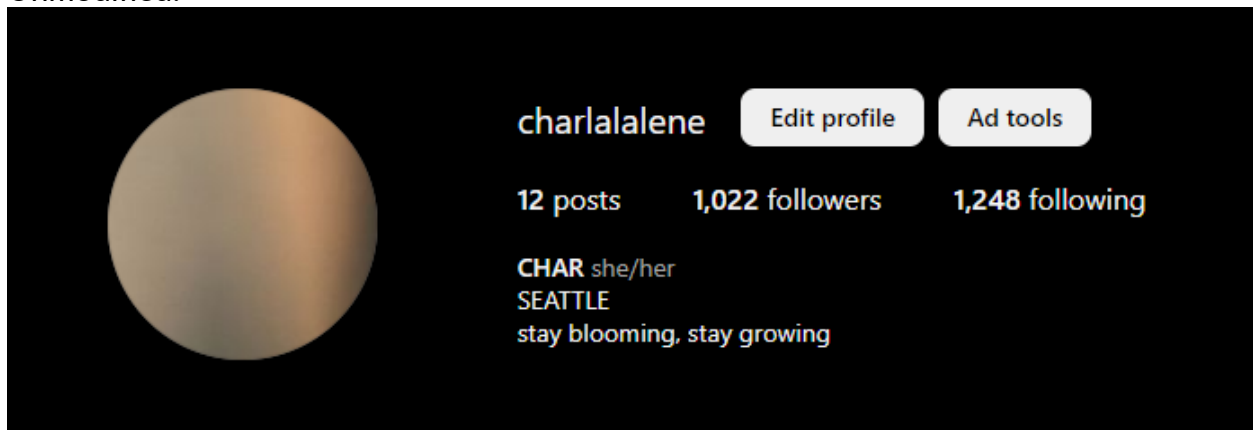 charlalalene Edit profile Ad tools
12 posts 1,022 followers 1,248 following
CHAR she/her
SEATTLE
stay blooming, stay growing